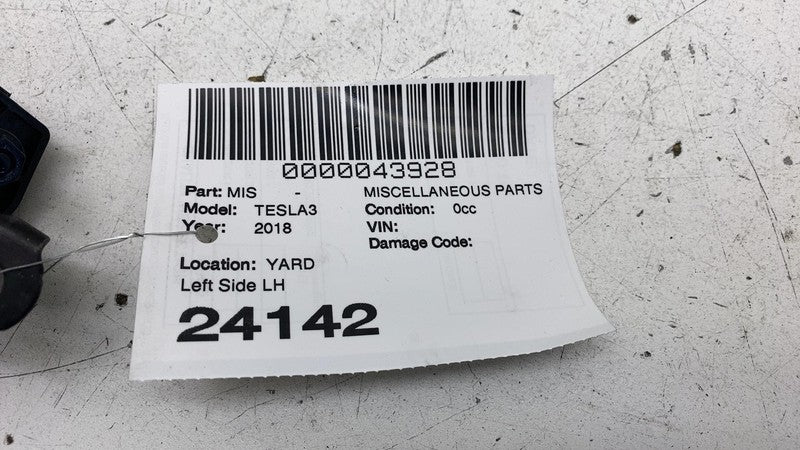 0000043928
Part: MIS - MISCELLANEOUS PARTS
Model: TESLA3 Condition: 0cc
Year: 2018 VIN:
Damage Code:
Location: YARD
Left Side LH
24142